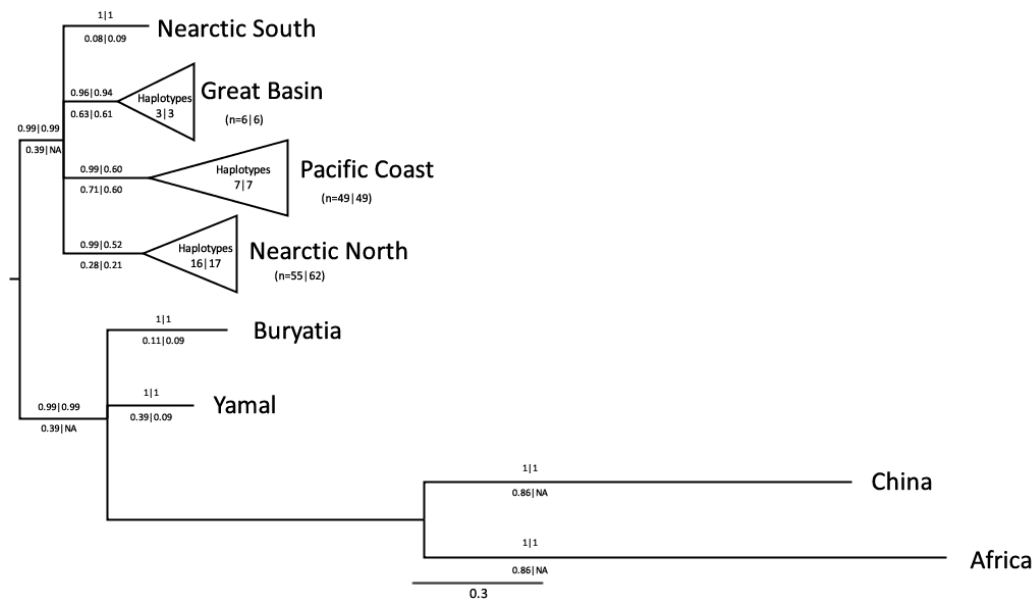 1|1
Nearctic South
0.08|0.09
0.96|0.94
Great Basin
Haplotypes
3|3
0.63|0.61
(n=6|6)
0.99|0.99
0.39|NA
0.99|0.60
Pacific Coast
Haplotypes
7|7
0.71|0.60
(n=49|49)
0.99|0.52
Nearctic North
Haplotypes
16|17
0.28|0.21
(n=55|62)
1|1
Buryatia
0.11|0.09
1|1
Yamal
0.39|0.09
0.99|0.99
0.39|NA
1|1
China
0.86|NA
1|1
Africa
0.86|NA
0.3